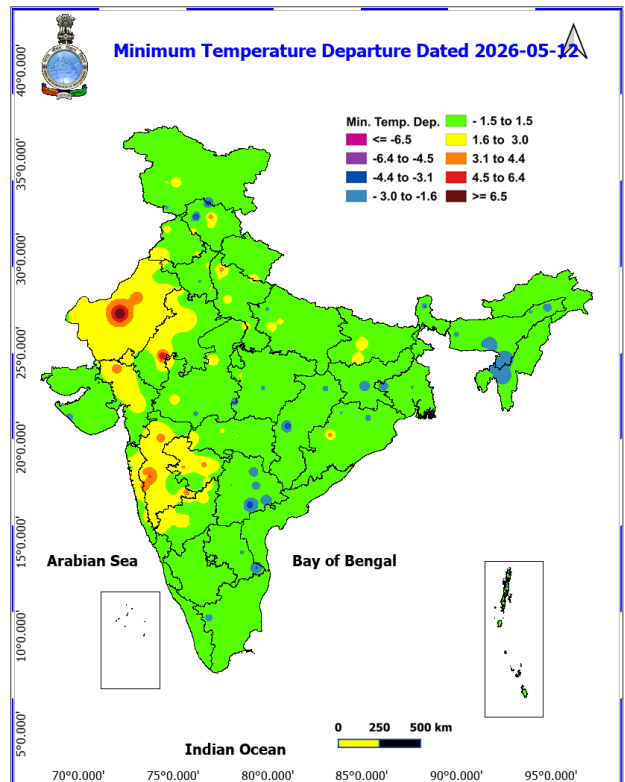 Minimum Temperature Departure Dated 2026-05-12
Min. Temp. Dep.
<= -6.5
-6.4 to -4.5
-4.4 to -3.1
- 3.0 to -1.6
- 1.5 to 1.5
1.6 to 3.0
3.1 to 4.4
4.5 to 6.4
>= 6.5
40°0.000'
35°0.000'
30°0.000'
25°0.000'
20°0.000'
15°0.000'
10°0.000'
5°0.000'
Arabian Sea
Bay of Bengal
0 250 500 km
Indian Ocean
70°0.000' 75°0.000' 80°0.000' 85°0.000' 90°0.000' 95°0.000'